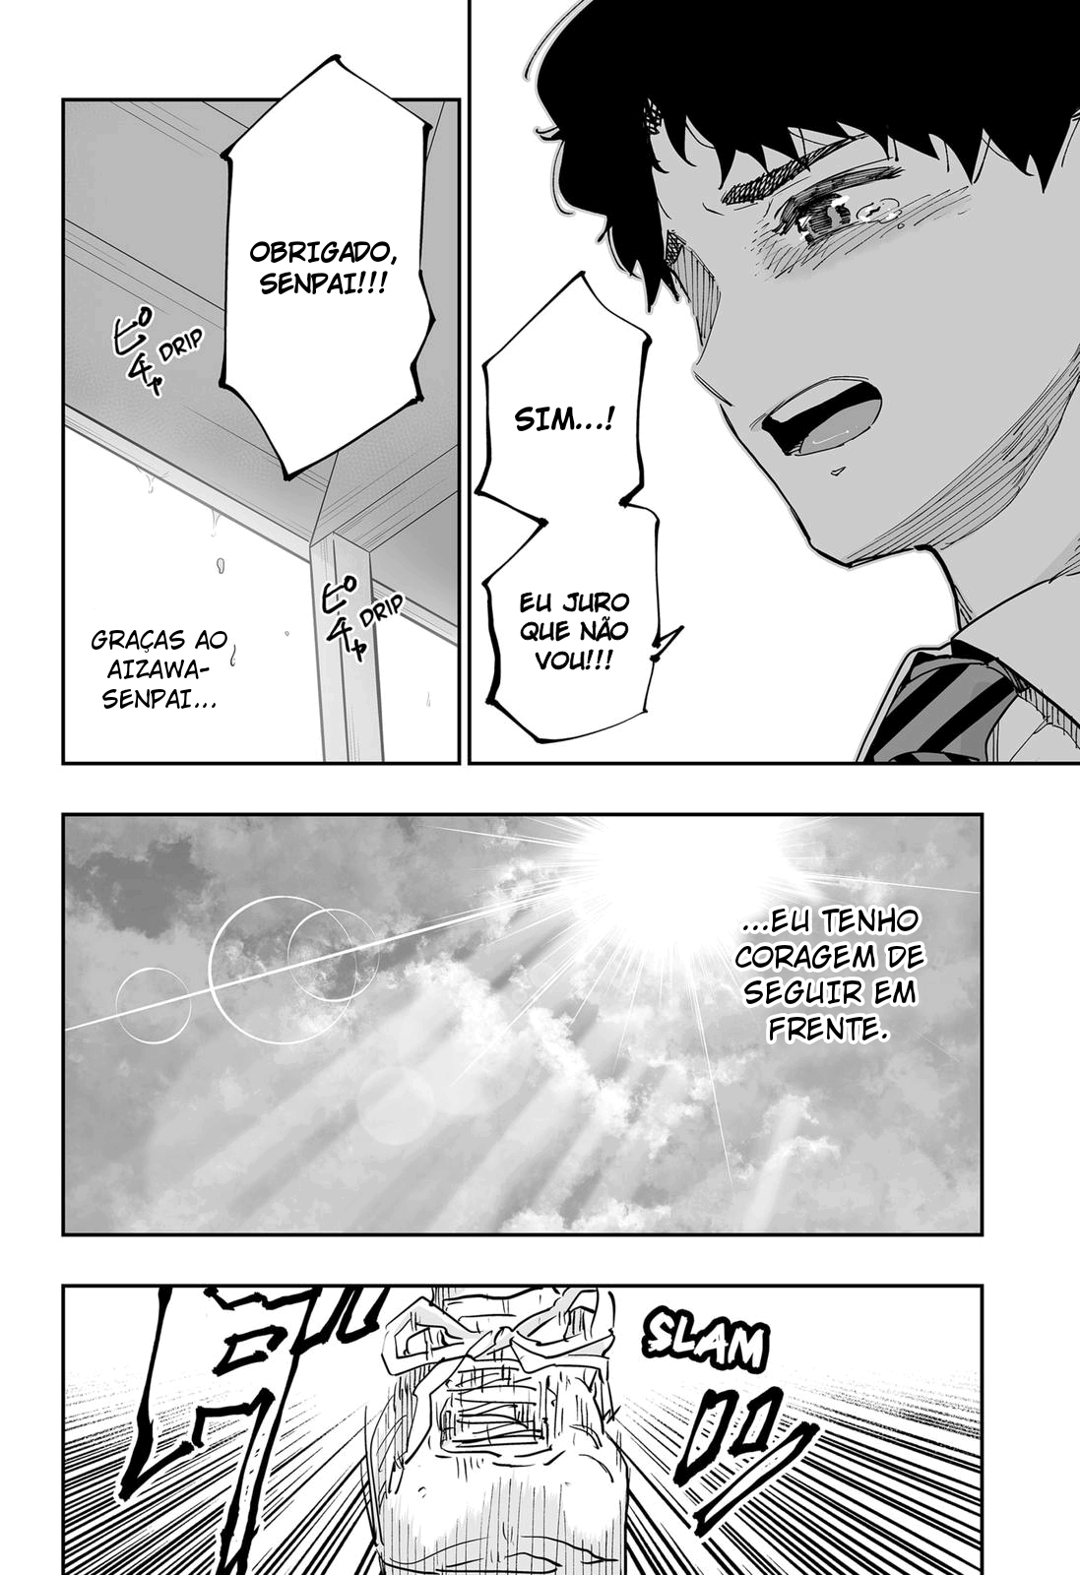 SIM...!
EU JURO
QUE NÃO
VOU!!!
OBRIGADO,
SENPAI!!!
ピチャ
DRIP
ピチャ
DRIP
GRAÇAS AO
AIZAWA-
SENPAI...
...EU TENHO
CORAGEM DE
SEGUIR EM
FRENTE.
SLAM